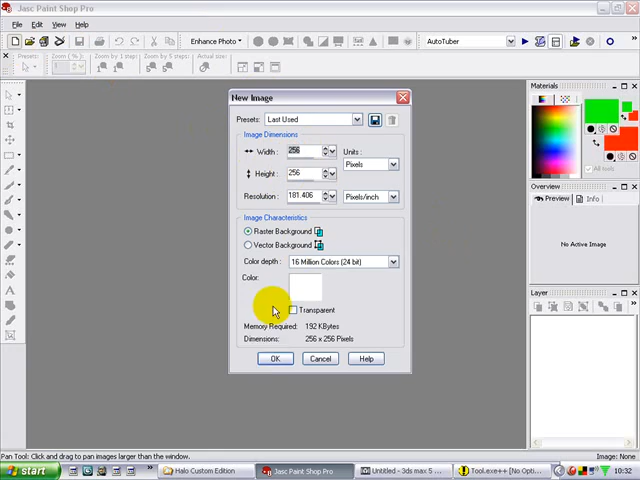 Jasc Paint Shop Pro
File Edit View Help
Enhance Photo
AutoTuber
Presets:
Zoom by 1 step:
Zoom by 5 steps:
Actual size:
%
New Image
Presets: Last Used
Image Dimensions
Width: 256 Units:
Pixels
Height: 256
Resolution: 181.406 Pixels/inch
Image Characteristics
Raster Background
Vector Background
Color depth: 16 Million Colors (24 bit)
Color:
Transparent
Memory Required: 192 KBytes
Dimensions: 256 x 256 Pixels
OK Cancel Help
Materials
All tools
Overview
Preview Info
No Active Image
Layer
Pan Tool: Click and drag to pan images larger than the window.
Image: None
start
Halo Custom Edition
Jasc Paint Shop Pro
Untitled - 3ds max 5 ...
Tool.exe++ [No Opti...
10:32